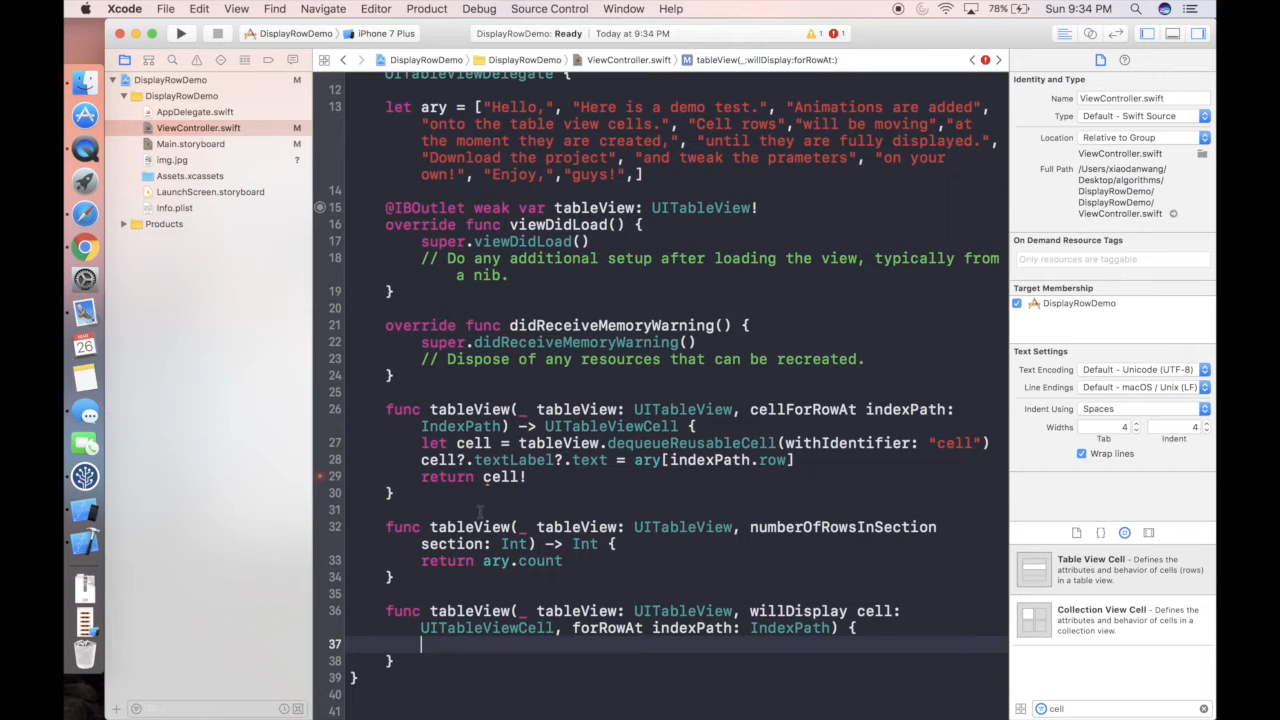 Xcode File Edit View Find Navigate Editor Product Debug Source Control Window Help 78% Sun 9:34 PM
DisplayRowDemo iPhone 7 Plus DisplayRowDemo: Ready Today at 9:34 PM 1 1
DisplayRowDemo DisplayRowDemo ViewController.swift M tableView(_:willDisplay:forRowAt:)
DisplayRowDemo
DisplayRowDemo
AppDelegate.swift
ViewController.swift M
Main.storyboard M
img.jpg ?
Assets.xcassets
LaunchScreen.storyboard
Info.plist
Products
UITableViewDelegate {
12
13 let ary = ["Hello,", "Here is a demo test.", "Animations are added",
"onto the table view cells.", "Cell rows","will be moving","at
the moment they are created,", "until they are fully displayed.",
"Download the project", "and tweak the prameters", "on your
own!", "Enjoy,","guys!",]
14
15 @IBOutlet weak var tableView: UITableView!
16 override func viewDidLoad() {
17 super.viewDidLoad()
18 // Do any additional setup after loading the view, typically from
a nib.
19 }
20
21 override func didReceiveMemoryWarning() {
22 super.didReceiveMemoryWarning()
23 // Dispose of any resources that can be recreated.
24 }
25
26 func tableView(_ tableView: UITableView, cellForRowAt indexPath:
IndexPath) -> UITableViewCell {
27 let cell = tableView.dequeueReusableCell(withIdentifier: "cell")
28 cell?.textLabel?.text = ary[indexPath.row]
29 return cell!
30 }
31
32 func tableView(_ tableView: UITableView, numberOfRowsInSection
section: Int) -> Int {
33 return ary.count
34 }
35
36 func tableView(_ tableView: UITableView, willDisplay cell:
UITableViewCell, forRowAt indexPath: IndexPath) {
37
38 }
39 }
40
41
Identity and Type
Name ViewController.swift
Type Default - Swift Source
Location Relative to Group
ViewController.swift
Full Path /Users/xiaodanwang/
Desktop/algorithms/
DisplayRowDemo/
DisplayRowDemo/
ViewController.swift
On Demand Resource Tags
Only resources are taggable
Target Membership
DisplayRowDemo
Text Settings
Text Encoding Default - Unicode (UTF-8)
Line Endings Default - macOS / Unix (LF)
Indent Using Spaces
Widths 4 4
Tab Indent
Wrap lines
Table View Cell - Defines the
attributes and behavior of cells (rows)
in a table view.
Collection View Cell - Defines the
attributes and behavior of cells in a
collection view.
cell
26